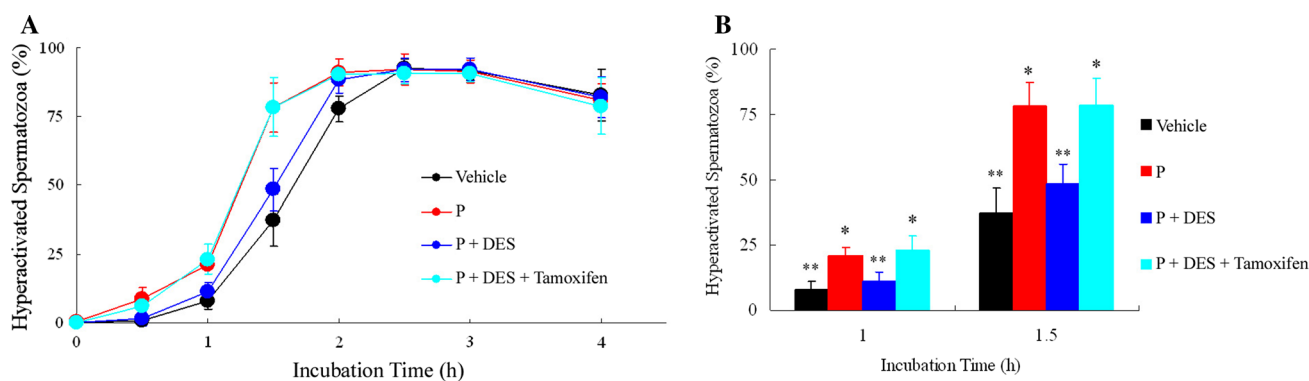 A
Hyperactivated Spermatozoa (%)
100
75
50
25
0
0
1
2
3
4
Incubation Time (h)
Vehicle
P
P + DES
P + DES + Tamoxifen
B
Hyperactivated Spermatozoa (%)
100
75
50
25
0
** * ** *
** * ** *
1
1.5
Incubation Time (h)
Vehicle
P
P + DES
P + DES + Tamoxifen